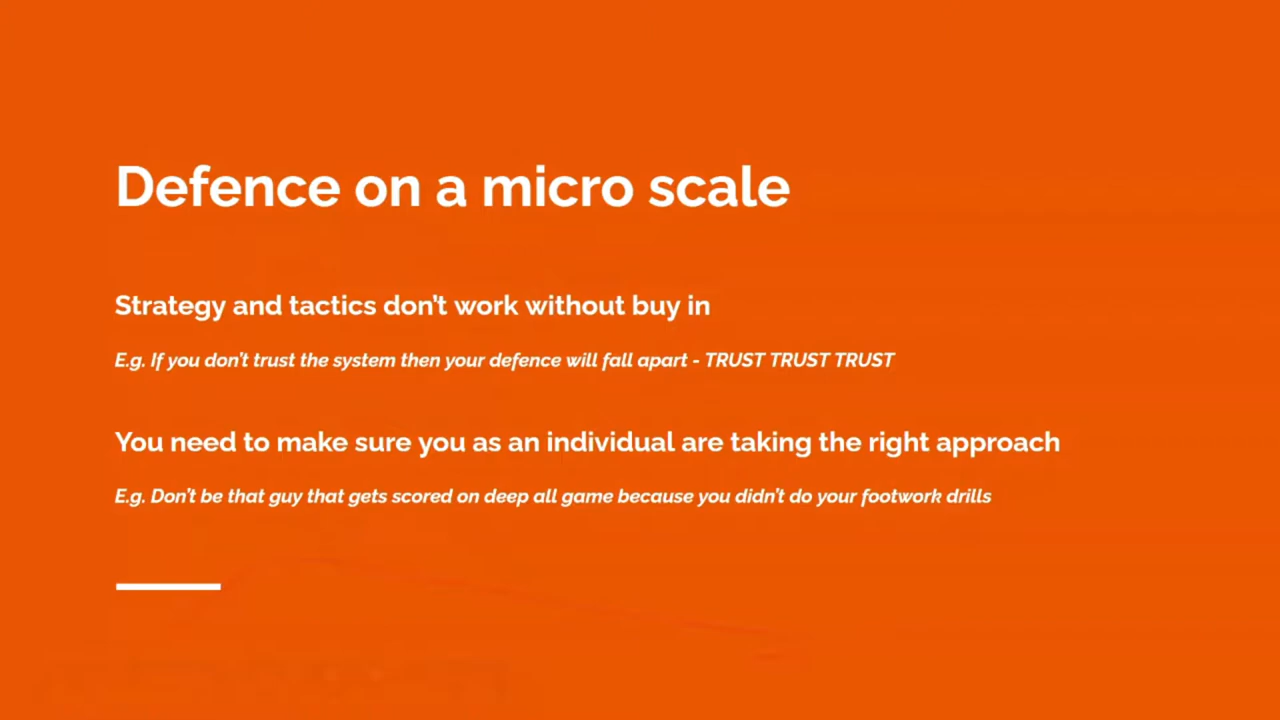 Defence on a micro scale
Strategy and tactics don't work without buy in
E.g. If you don't trust the system then your defence will fall apart - TRUST TRUST TRUST
You need to make sure you as an individual are taking the right approach
E.g. Don't be that guy that gets scored on deep all game because you didn't do your footwork drills